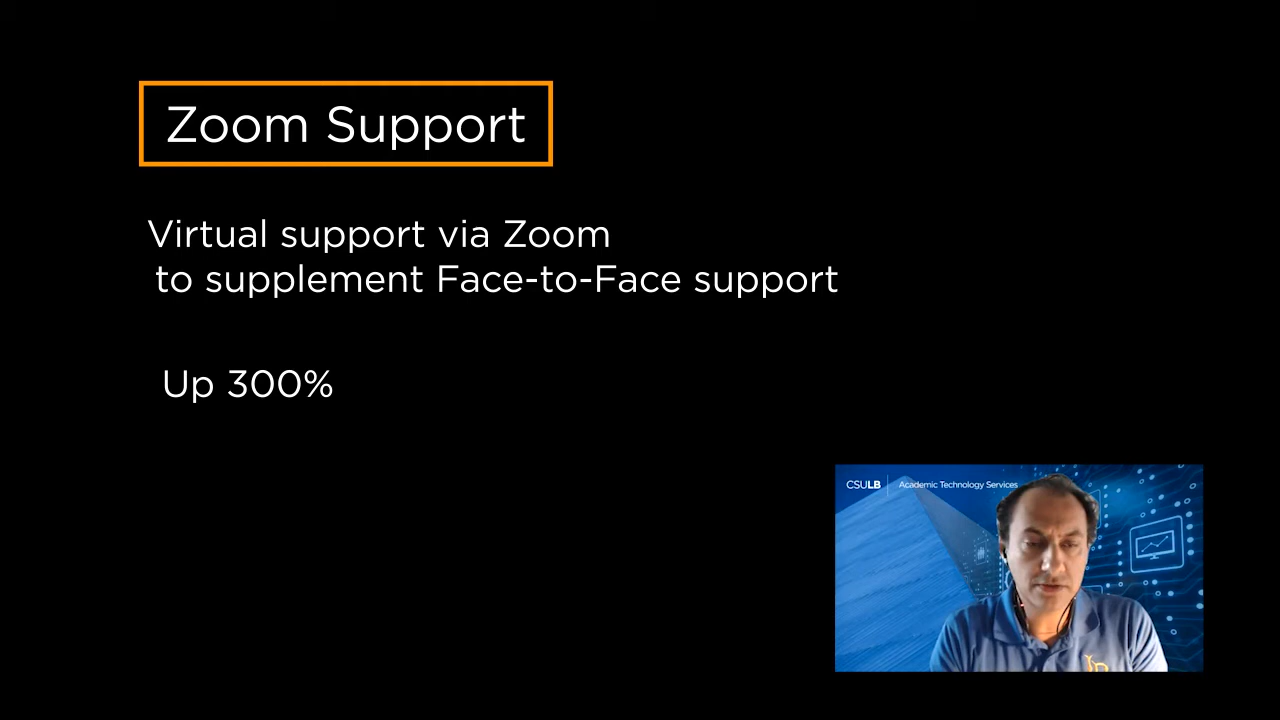 Zoom Support
Virtual support via Zoom
to supplement Face-to-Face support
Up 300%
CSULB | Academic Technology Services